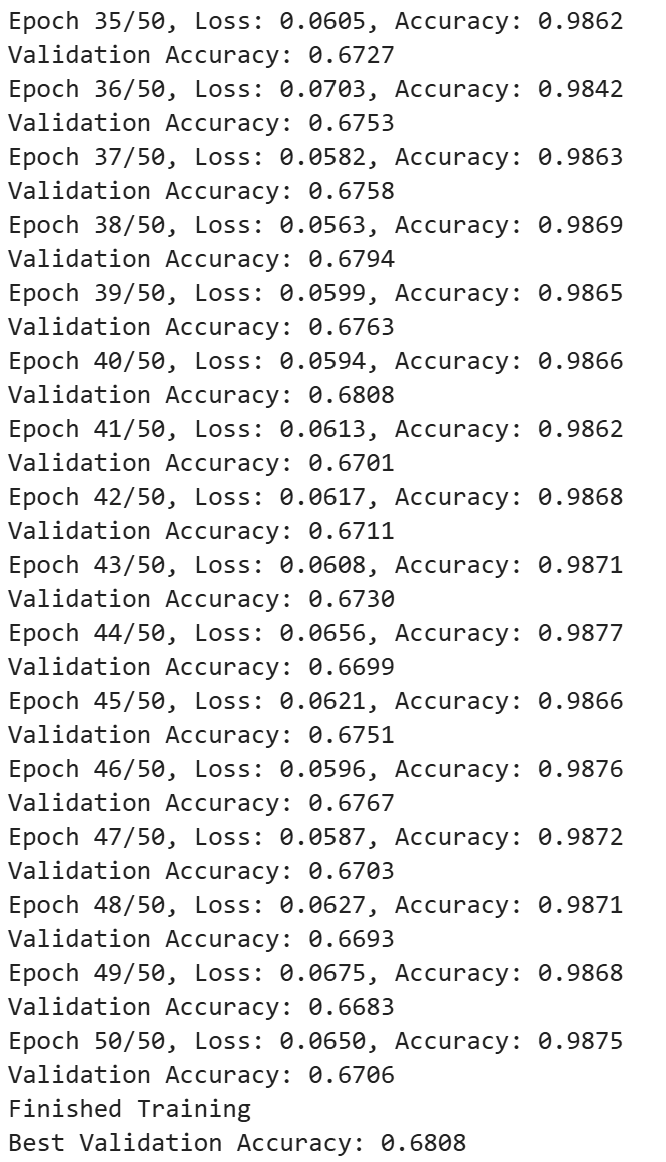 Epoch 35/50, Loss: 0.0605, Accuracy: 0.9862
Validation Accuracy: 0.6727
Epoch 36/50, Loss: 0.0703, Accuracy: 0.9842
Validation Accuracy: 0.6753
Epoch 37/50, Loss: 0.0582, Accuracy: 0.9863
Validation Accuracy: 0.6758
Epoch 38/50, Loss: 0.0563, Accuracy: 0.9869
Validation Accuracy: 0.6794
Epoch 39/50, Loss: 0.0599, Accuracy: 0.9865
Validation Accuracy: 0.6763
Epoch 40/50, Loss: 0.0594, Accuracy: 0.9866
Validation Accuracy: 0.6808
Epoch 41/50, Loss: 0.0613, Accuracy: 0.9862
Validation Accuracy: 0.6701
Epoch 42/50, Loss: 0.0617, Accuracy: 0.9868
Validation Accuracy: 0.6711
Epoch 43/50, Loss: 0.0608, Accuracy: 0.9871
Validation Accuracy: 0.6730
Epoch 44/50, Loss: 0.0656, Accuracy: 0.9877
Validation Accuracy: 0.6699
Epoch 45/50, Loss: 0.0621, Accuracy: 0.9866
Validation Accuracy: 0.6751
Epoch 46/50, Loss: 0.0596, Accuracy: 0.9876
Validation Accuracy: 0.6767
Epoch 47/50, Loss: 0.0587, Accuracy: 0.9872
Validation Accuracy: 0.6703
Epoch 48/50, Loss: 0.0627, Accuracy: 0.9871
Validation Accuracy: 0.6693
Epoch 49/50, Loss: 0.0675, Accuracy: 0.9868
Validation Accuracy: 0.6683
Epoch 50/50, Loss: 0.0650, Accuracy: 0.9875
Validation Accuracy: 0.6706
Finished Training
Best Validation Accuracy: 0.6808